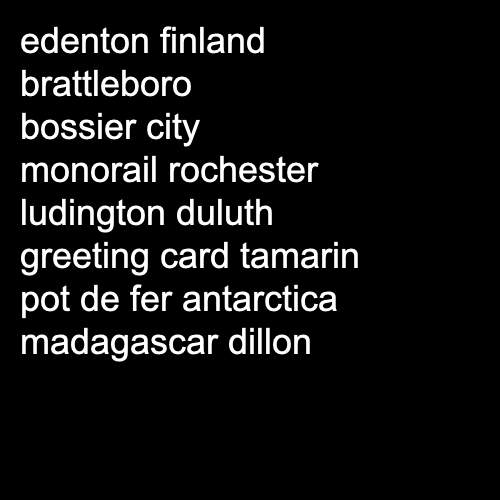 edenton finland
brattleboro
bossier city
monorail rochester
ludington duluth
greeting card tamarin
pot de fer antarctica
madagascar dillon